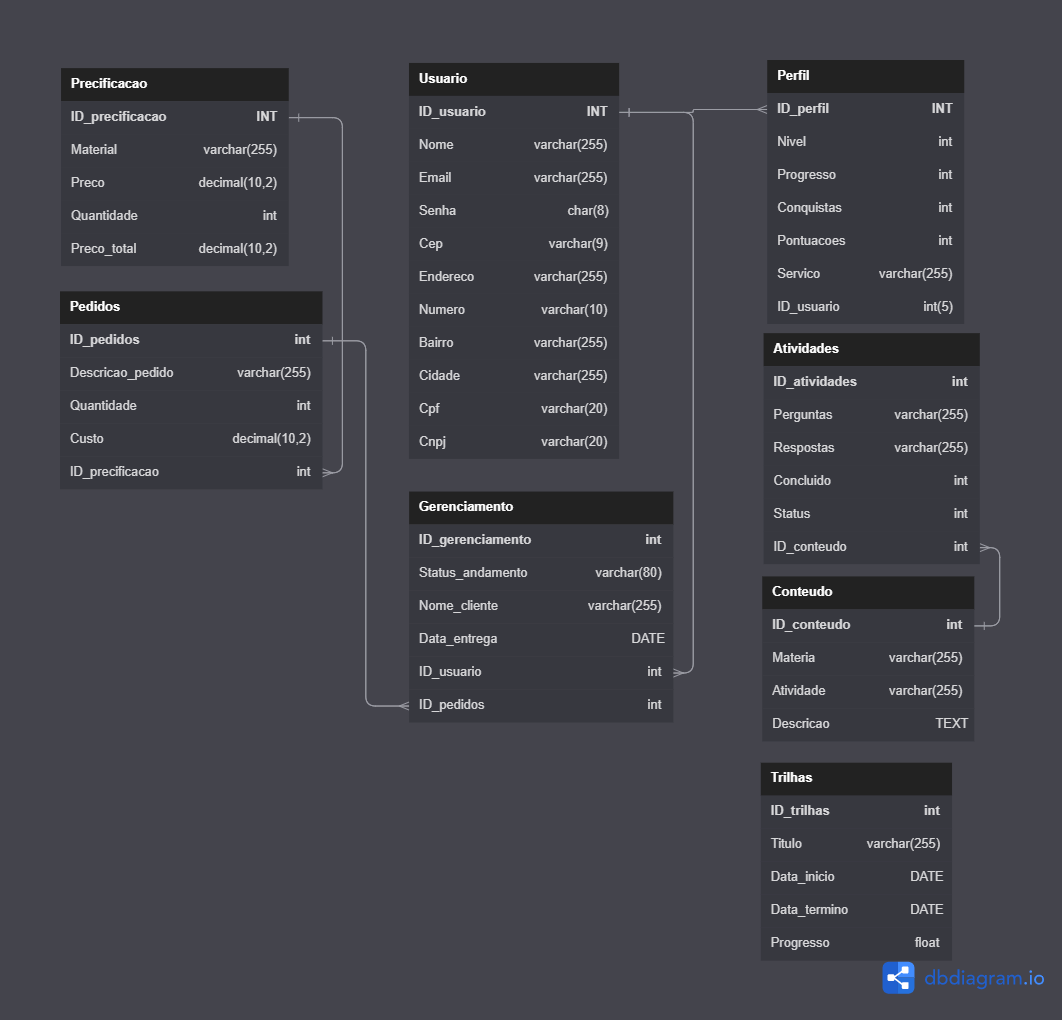 Precificacao
ID_precificacao INT
Material varchar(255)
Preco decimal(10,2)
Quantidade int
Preco_total decimal(10,2)
Pedidos
ID_pedidos int
Descricao_pedido varchar(255)
Quantidade int
Custo decimal(10,2)
ID_precificacao int
Usuario
ID_usuario INT
Nome varchar(255)
Email varchar(255)
Senha char(8)
Cep varchar(9)
Endereco varchar(255)
Numero varchar(10)
Bairro varchar(255)
Cidade varchar(255)
Cpf varchar(20)
Cnpj varchar(20)
Gerenciamento
ID_gerenciamento int
Status_andamento varchar(80)
Nome_cliente varchar(255)
Data_entrega DATE
ID_usuario int
ID_pedidos int
Perfil
ID_perfil INT
Nivel int
Progresso int
Conquistas int
Pontuacoes int
Servico varchar(255)
ID_usuario int(5)
Atividades
ID_atividades int
Perguntas varchar(255)
Respostas varchar(255)
Concluido int
Status int
ID_conteudo int
Conteudo
ID_conteudo int
Materia varchar(255)
Atividade varchar(255)
Descricao TEXT
Trilhas
ID_trilhas int
Titulo varchar(255)
Data_inicio DATE
Data_termino DATE
Progresso float
dbdiagram.io